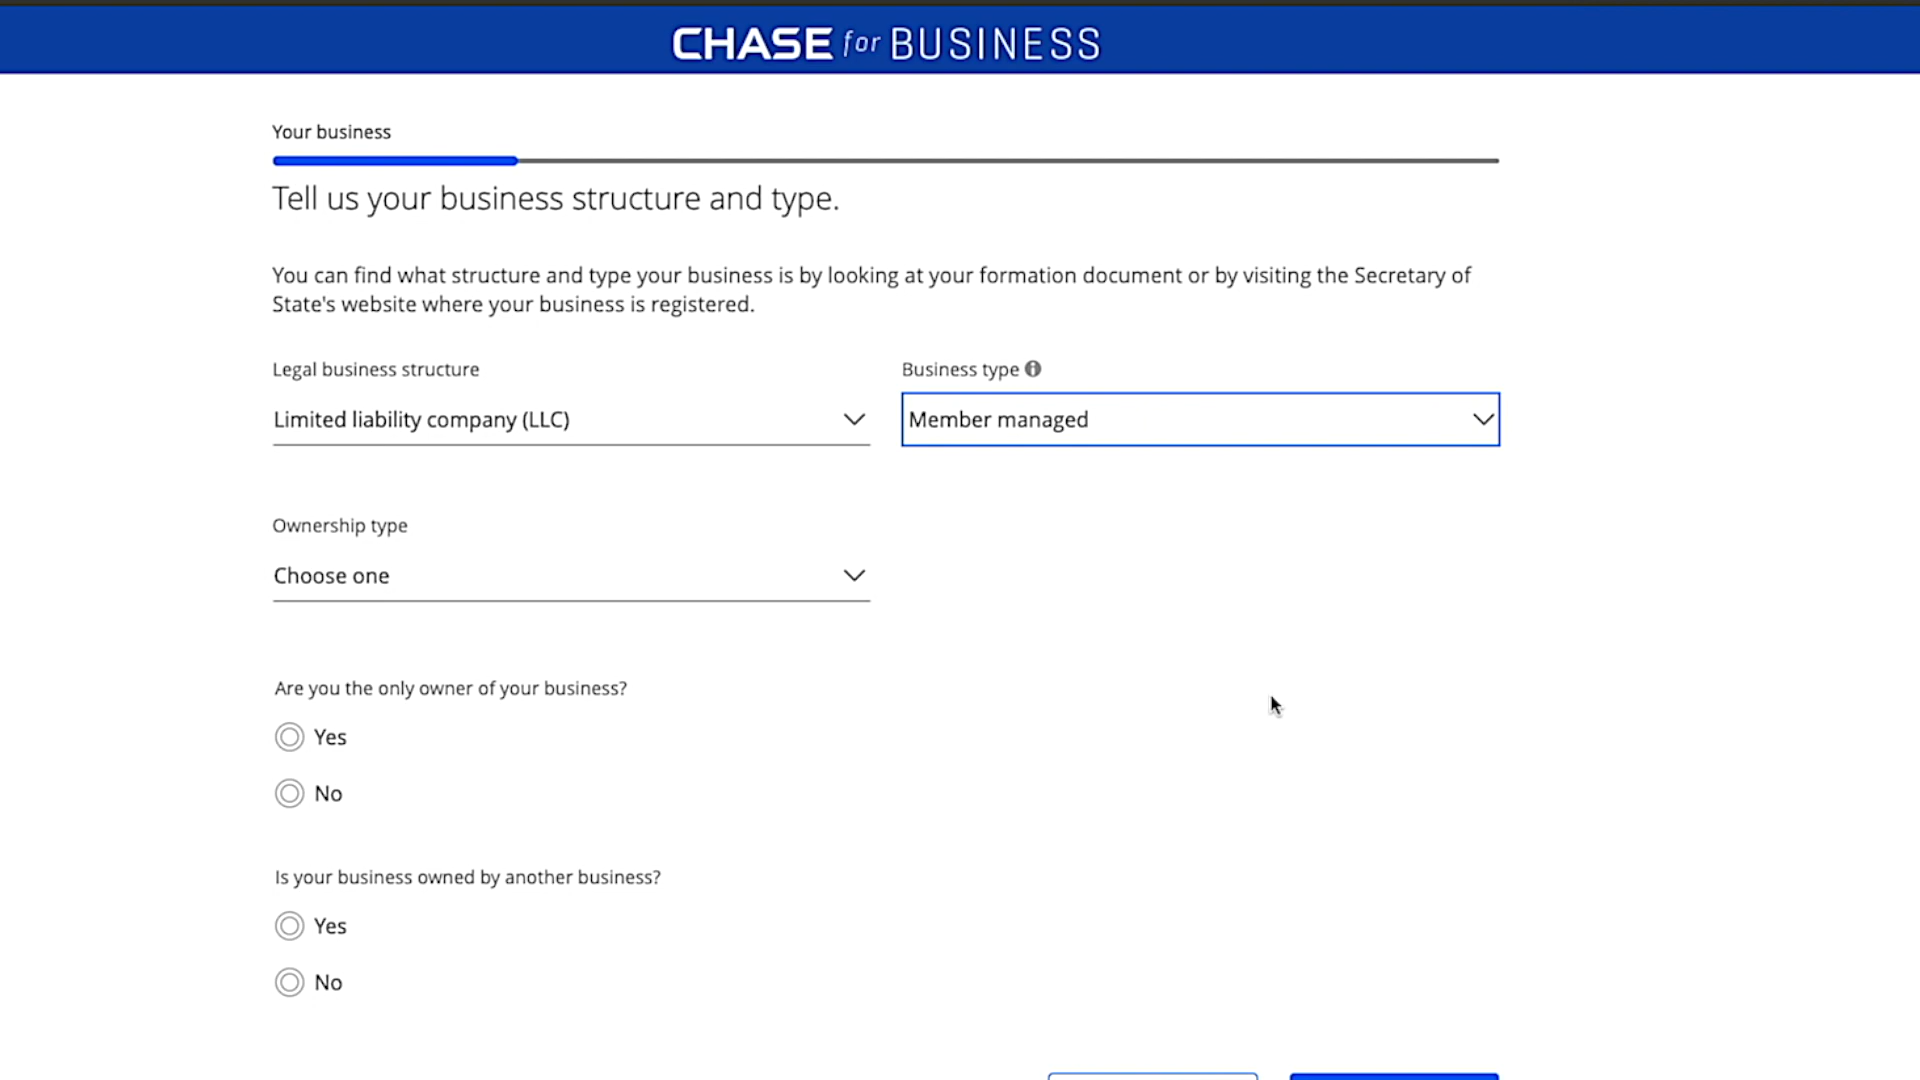 CHASE for BUSINESS
Your business
Tell us your business structure and type.
You can find what structure and type your business is by looking at your formation document or by visiting the Secretary of
State's website where your business is registered.
Legal business structure
Business type
Limited liability company (LLC)
Member managed
Ownership type
Choose one
Are you the only owner of your business?
Yes
No
Is your business owned by another business?
Yes
No